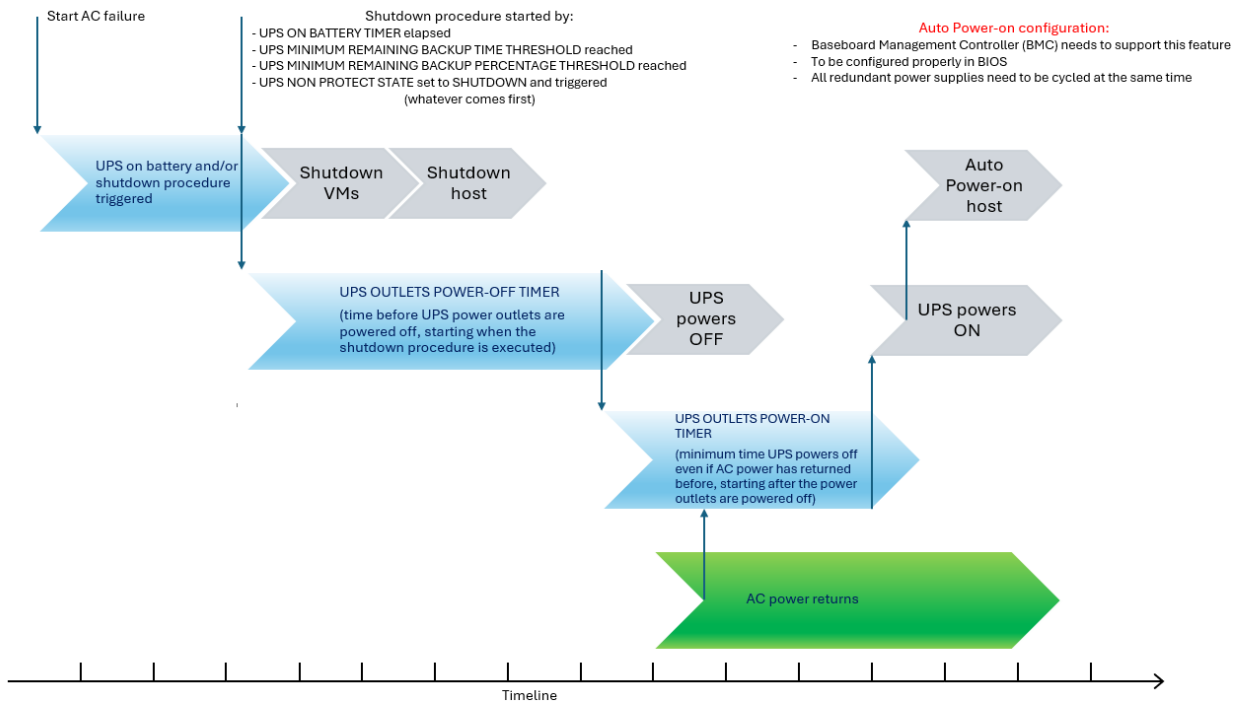 Start AC failure
Shutdown procedure started by:
- UPS ON BATTERY TIMER elapsed
- UPS MINIMUM REMAINING BACKUP TIME THRESHOLD reached
- UPS MINIMUM REMAINING BACKUP PERCENTAGE THRESHOLD reached
- UPS NON PROTECT STATE set to SHUTDOWN and triggered
(whatever comes first)
Auto Power-on configuration:
- Baseboard Management Controller (BMC) needs to support this feature
- To be configured properly in BIOS
- All redundant power supplies need to be cycled at the same time
UPS on battery and/or
shutdown procedure
triggered
Shutdown
VMs
Shutdown
host
Auto
Power-on
host
UPS OUTLETS POWER-OFF TIMER
(time before UPS power outlets are
powered off, starting when the
shutdown procedure is executed)
UPS
powers
OFF
UPS powers
ON
UPS OUTLETS POWER-ON
TIMER
(minimum time UPS powers off
even if AC power has returned
before, starting after the power
outlets are powered off)
AC power returns
Timeline